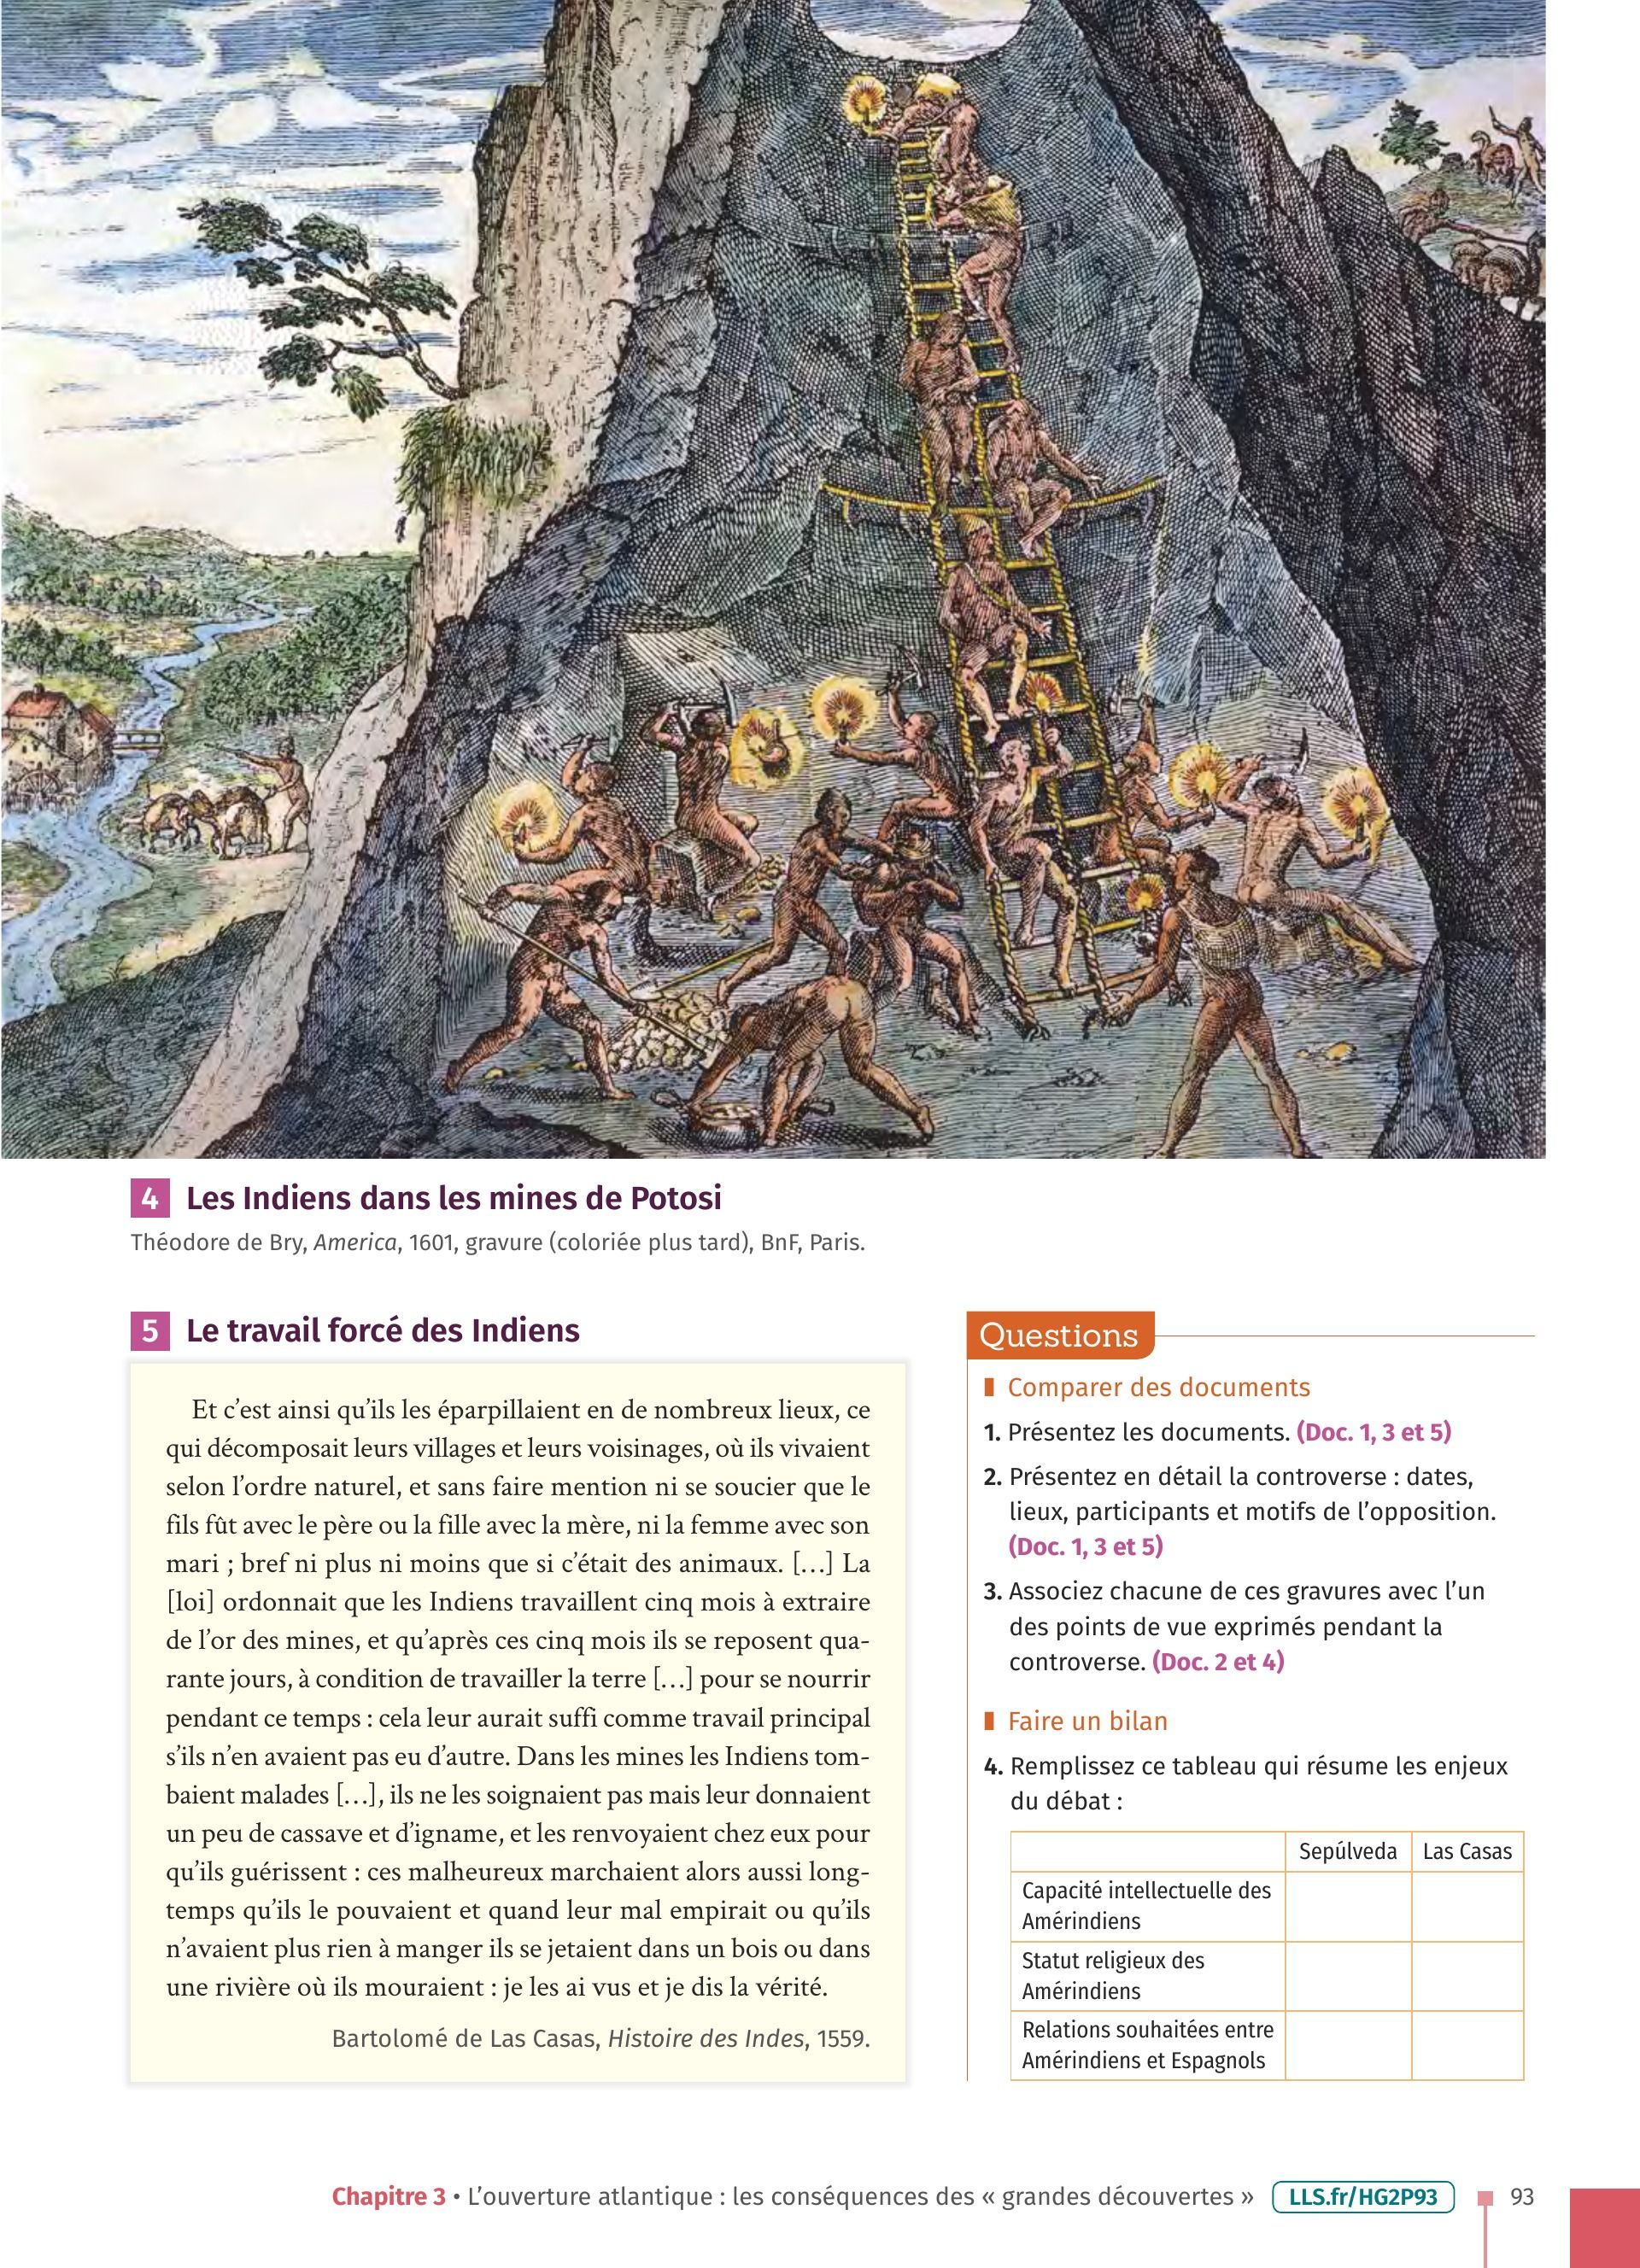 4 Les Indiens dans les mines de Potosi
Théodore de Bry, America, 1601, gravure (coloriée plus tard), BnF, Paris.
5 Le travail forcé des Indiens
Et c’est ainsi qu’ils les éparpillaient en de nombreux lieux, ce
qui décomposait leurs villages et leurs voisinages, où ils vivaient
selon l’ordre naturel, et sans faire mention ni se soucier que le
fils fût avec le père ou la fille avec la mère, ni la femme avec son
mari ; bref ni plus ni moins que si c’était des animaux. […] La
[loi] ordonnait que les Indiens travaillent cinq mois à extraire
de l’or des mines, et qu’après ces cinq mois ils se reposent qua-
rante jours, à condition de travailler la terre […] pour se nourrir
pendant ce temps : cela leur aurait suffi comme travail principal
s’ils n’en avaient pas eu d’autre. Dans les mines les Indiens tom-
baient malades […], ils ne les soignaient pas mais leur donnaient
un peu de cassave et d’igname, et les renvoyaient chez eux pour
qu’ils guérissent : ces malheureux marchaient alors aussi long-
temps qu’ils le pouvaient et quand leur mal empirait ou qu’ils
n’avaient plus rien à manger ils se jetaient dans un bois ou dans
une rivière où ils mouraient : je les ai vus et je dis la vérité.
Bartolomé de Las Casas, Histoire des Indes, 1559.
Questions
Comparer des documents
1. Présentez les documents. (Doc. 1, 3 et 5)
2. Présentez en détail la controverse : dates,
lieux, participants et motifs de l’opposition.
(Doc. 1, 3 et 5)
3. Associez chacune de ces gravures avec l’un
des points de vue exprimés pendant la
controverse. (Doc. 2 et 4)
Faire un bilan
4. Remplissez ce tableau qui résume les enjeux
du débat :
Sepúlveda Las Casas
Capacité intellectuelle des
Amérindiens
Statut religieux des
Amérindiens
Relations souhaitées entre
Amérindiens et Espagnols
Chapitre 3 • L’ouverture atlantique : les conséquences des « grandes découvertes » LLS.fr/HG2P93 93